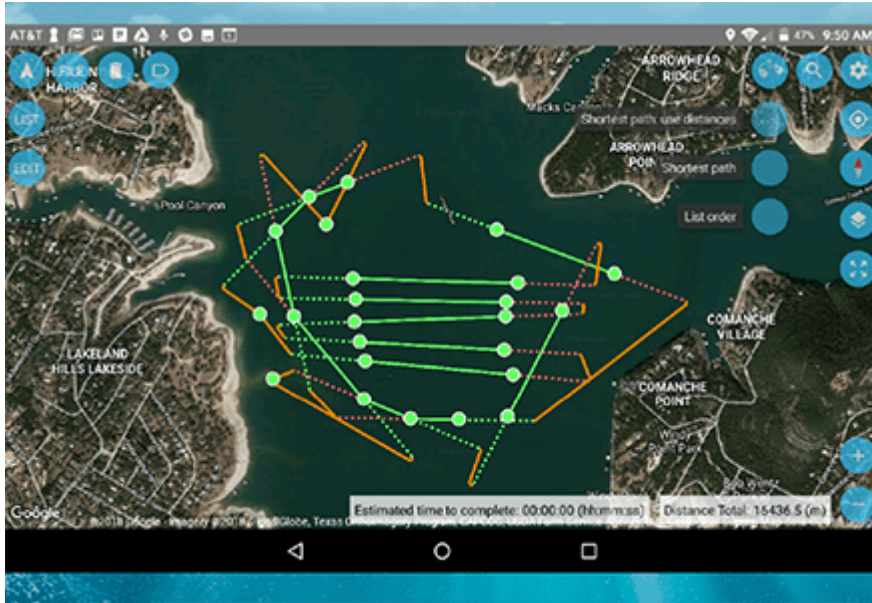 AT&T 47% 9:50 AM
HARBOR
ARROWHEAD
RIDGE
LIST
Shortest path: use distances
ARROWHEAD
EDIT
Shortest path
Pool Canyon
List order
COMANCHE
VILLAGE
LAKELAND
HILLS LAKESIDE
COMANCHE
POINT
Windy
Point Park
Google
Estimated time to complete: 00:00:00 (hh:mm:ss) Distance Total: 16436.5 (m)